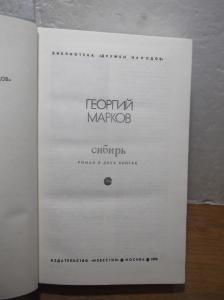 БИБЛИОТЕКА «ДРУЖБЫ НАРОДОВ»
ГЕОРГИЙ
МАРКОВ
сибирь
РОМАН В ДВУХ КНИГАХ
ИЗДАТЕЛЬСТВО «ИЗВЕСТИЯ» ● МОСКВА ●